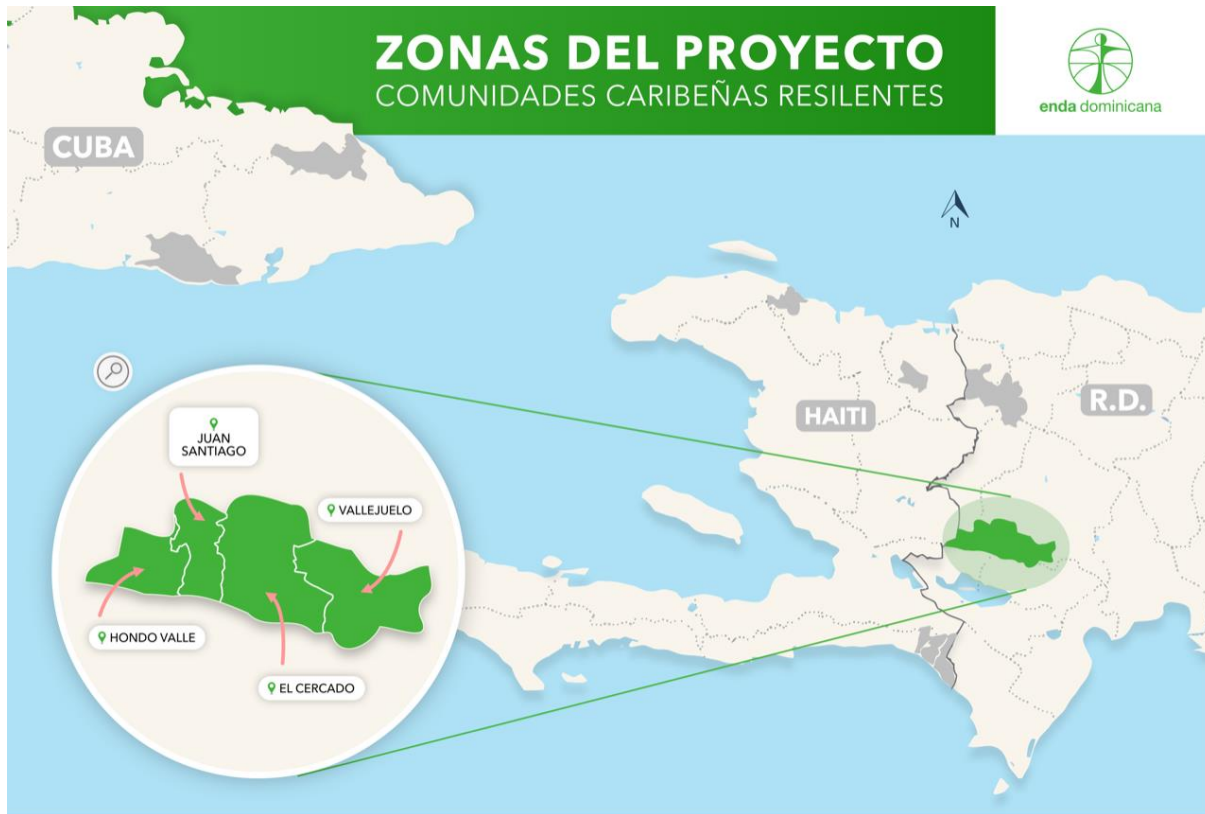 ZONAS DEL PROYECTO
COMUNIDADES CARIBEÑAS RESILENTES
enda dominicana
CUBA
N
HAITI
R.D.
JUAN
SANTIAGO
VALLEJUELO
HONDO VALLE
EL CERCADO